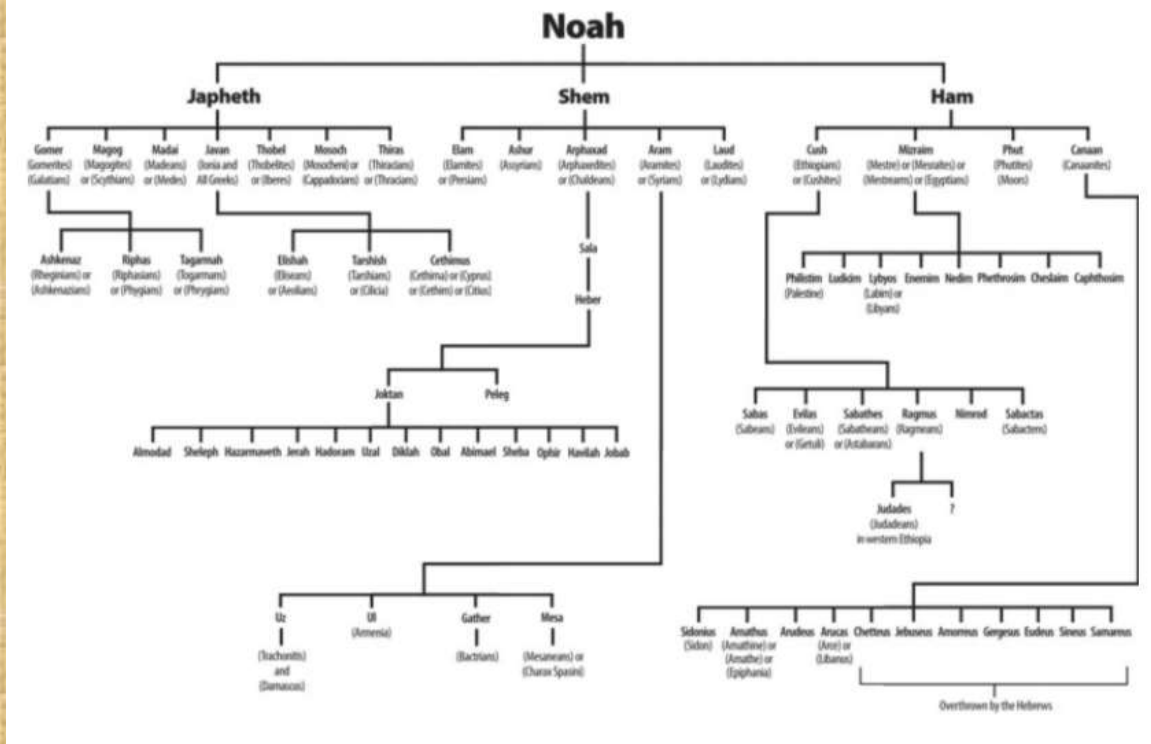 Noah
Japheth Shem Ham
Gomer Magog Madai Javan Thobel Mosoch Thiras Elam Ashur Arphaxad Aram Laud Cush Mizraim Phut Canaan
(Gomerites) (Magogites) (Madeans) (Ionia and (Thobelites) (Mosocheni) or (Thiracians) (Elamites) (Assyrians) (Arphaxedites) (Aramites) (Laudites) (Ethiopians) (Mestre) or (Mesraites) or (Phutites) (Canaanites)
(Galatians) or (Scythians) or (Medes) All Greeks) or (Iberes) (Cappadocians) or (Thracians) or (Persians) or (Chaldeans) or (Syrians) or (Lydians) or (Cushites) (Mestreans) or (Egyptians) (Moors)
Sala
Ashkenaz Riphas Tagarmah Elishah Tarshish Cethimus
(Rheginians) or (Riphasians) (Togarmans) (Eliseans) (Tarshians) (Cethima) or (Cyprus)
(Ashkenazians) or (Phygians) or (Phrygians) or (Aeolians) or (Cilicia) or (Cethim) or (Citius)
Philistim Ludkim Lybyos Enemim Nedim Phethrosim Cheslaim Caphthosim
(Palestine) (Labim) or
(Libyans)
Heber
Joktan Peleg
Sabas Evilas Sabathes Ragmus Nimrod Sabactas
(Sabeans) (Evileans) (Sabatheans) (Ragmeans) (Sabactens)
or (Getuli) or (Astabarans)
Almodad Sheleph Hazarmaveth Jerah Hadoram Uzal Diklah Obal Abimael Sheba Ophir Havilah Jobab
Judades ?
(Judadeans)
in western Ethiopia
Uz Ul Gather Mesa
(Armenia)
(Trachonitis) (Bactrians) (Mesaneans) or
and (Charax Spasini)
(Damascus)
Sidonius Amathus Arudeus Arucas Chetteus Jebuseus Amorreus Gergesus Eudeus Sineus Samareus
(Sidon) (Amathine) or (Arce) or
(Amathe) or (Libanus)
(Epiphania)
Overthrown by the Hebrews